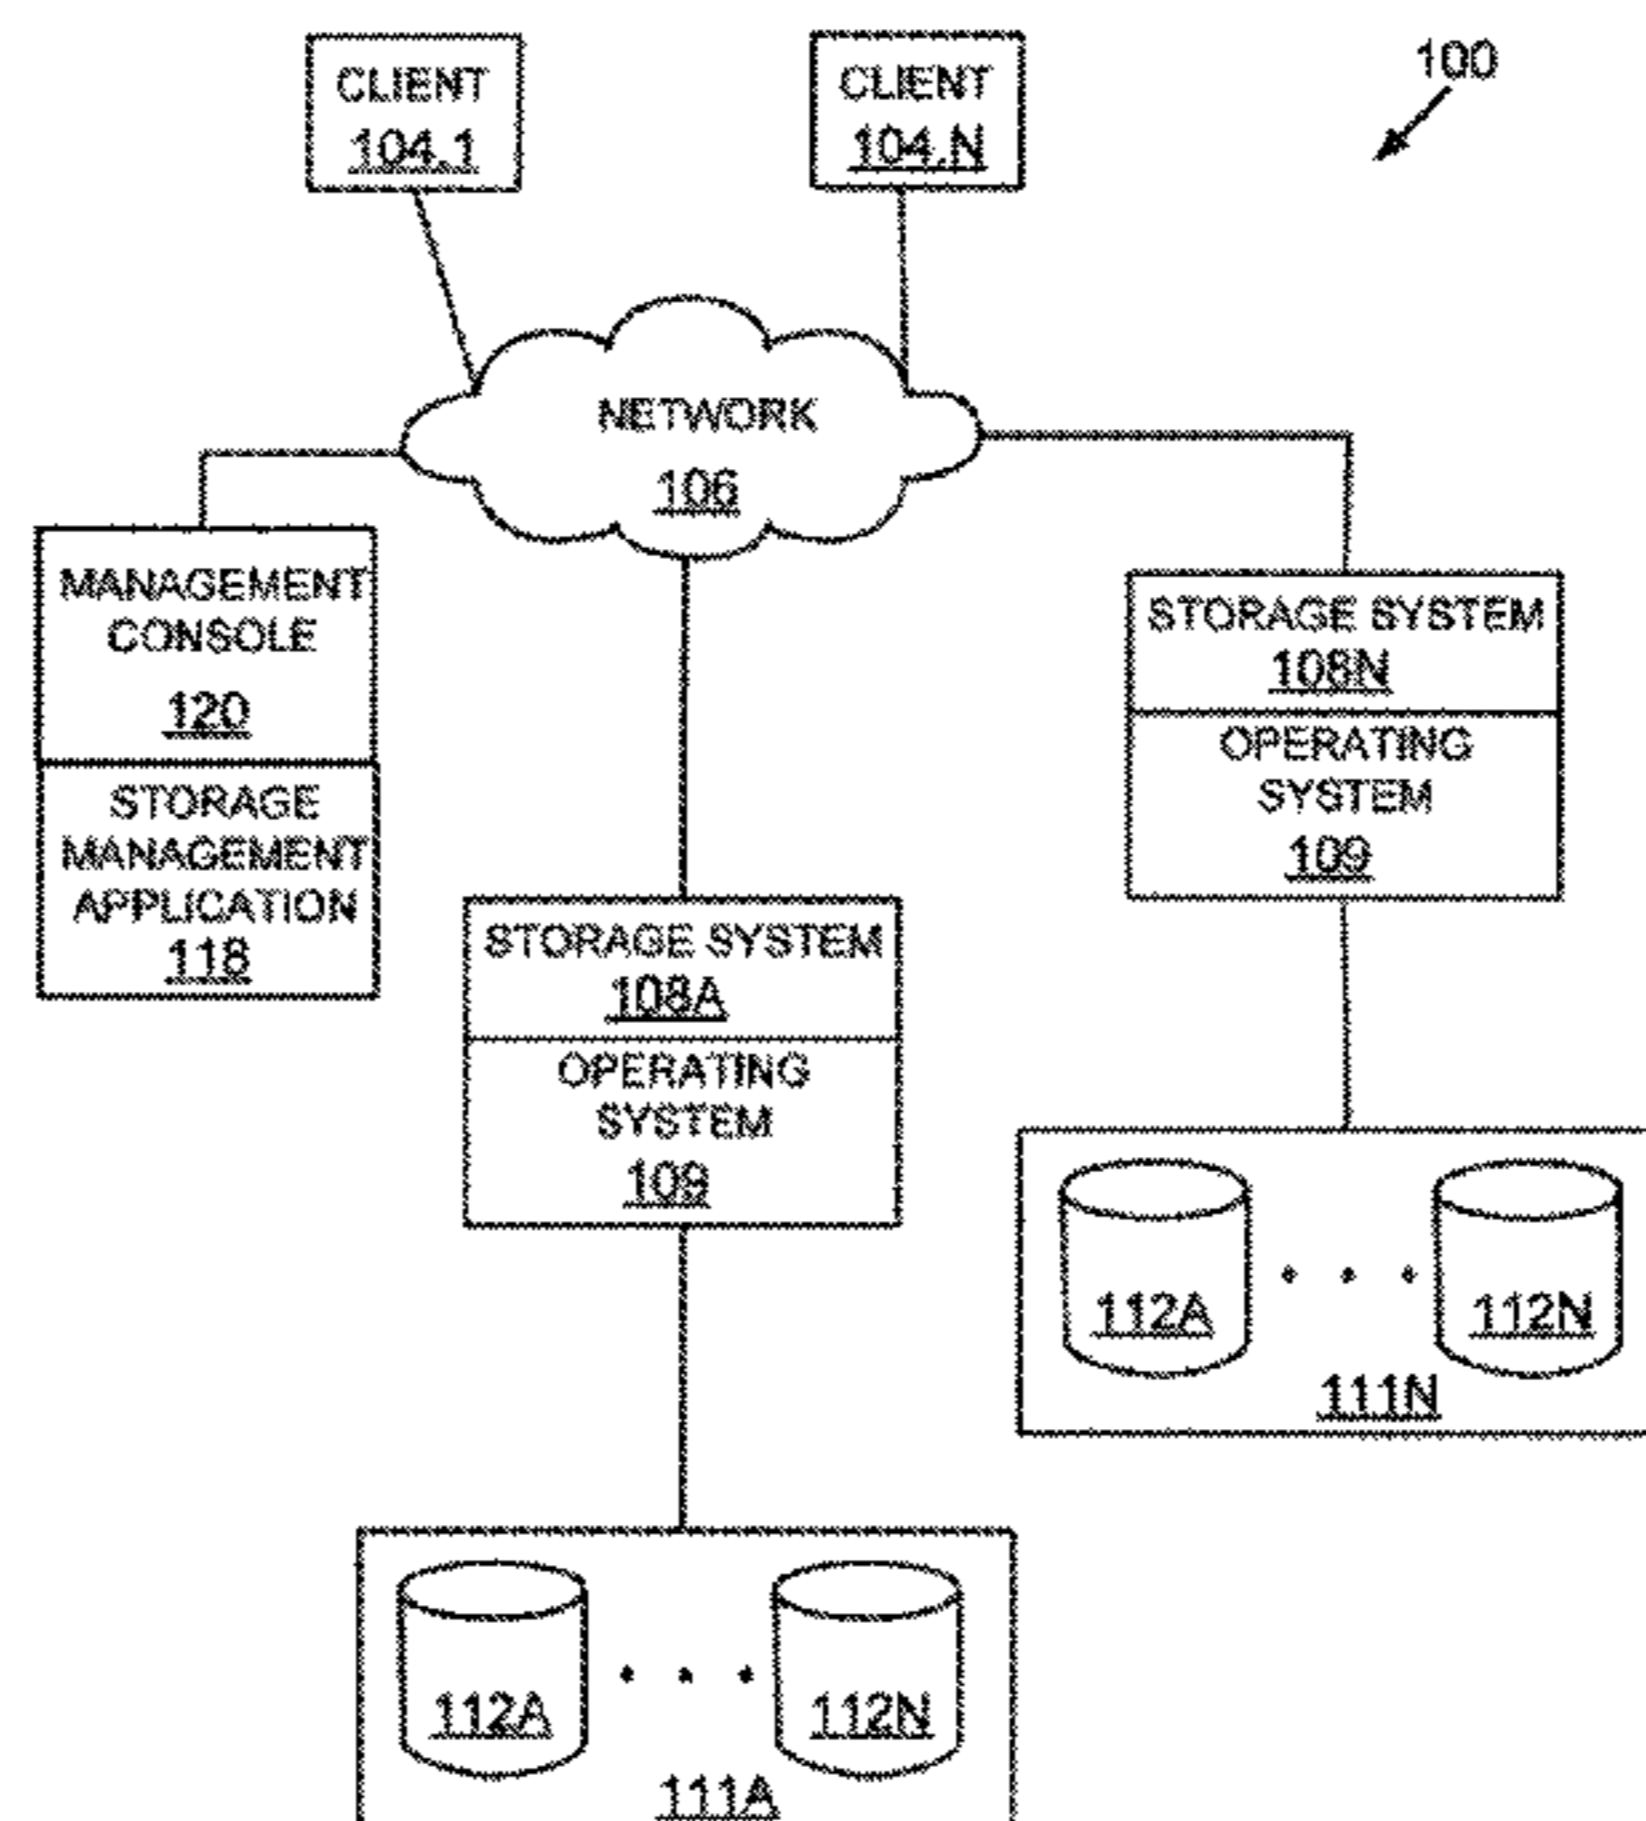 CLIENT
104.1
CLIENT
104.N
100
NETWORK
106
MANAGEMENT
CONSOLE
120
STORAGE
MANAGEMENT
APPLICATION
118
STORAGE SYSTEM
108N
OPERATING
SYSTEM
109
STORAGE SYSTEM
108A
OPERATING
SYSTEM
109
112A
112N
111N
112A
112N
111A